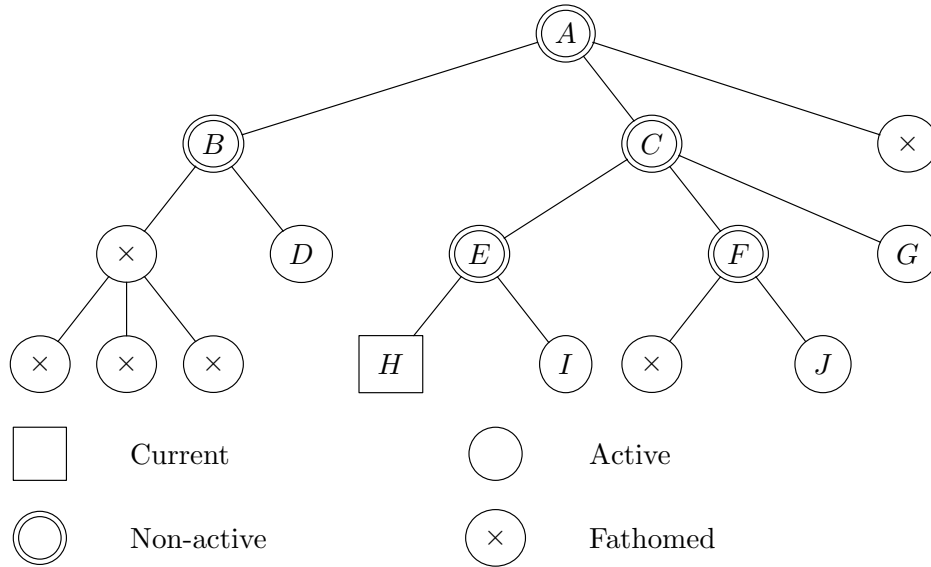 A
B C ×
× D E F G
× × × H I × J
Current Active
Non-active × Fathomed